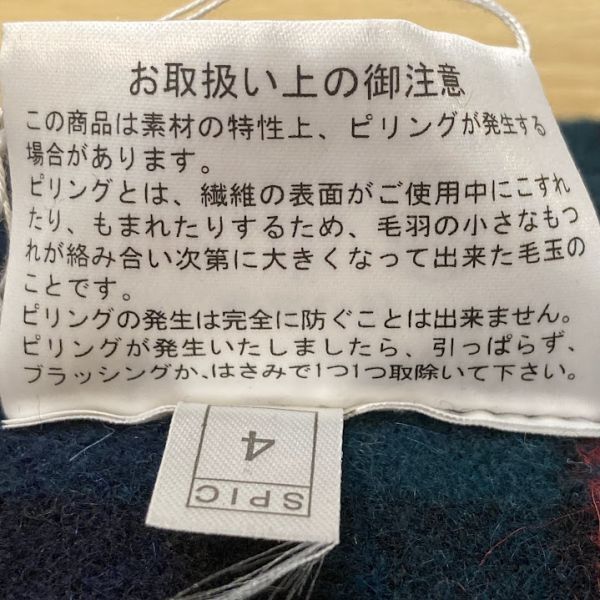 お取扱い上の御注意
この商品は素材の特性上、ピリングが発生する
場合があります。
ピリングとは、繊維の表面がご使用中にこすれ
たり、もまれたりするため、毛羽の小さなもつ
れが絡み合い次第に大きくなって出来た毛玉の
ことです。
ピリングの発生は完全に防ぐことは出来ません。
ピリングが発生いたしましたら、引っぱらず、
ブラッシングか、はさみで1つ1つ取除いて下さい。
4
SPIC